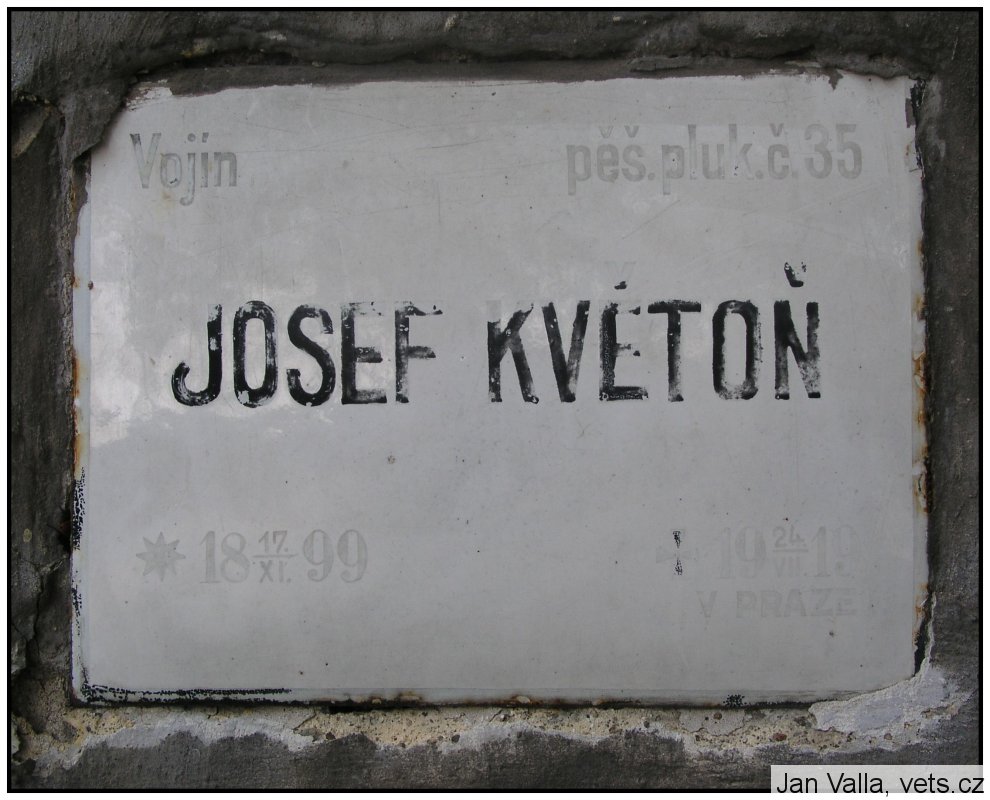 Vojín pěš.pluk.č.35
JOSEF KVĚTOŇ
18 17./XI. 99 19 24./VII. 19
V PRAZE
Jan Valla, vets.cz